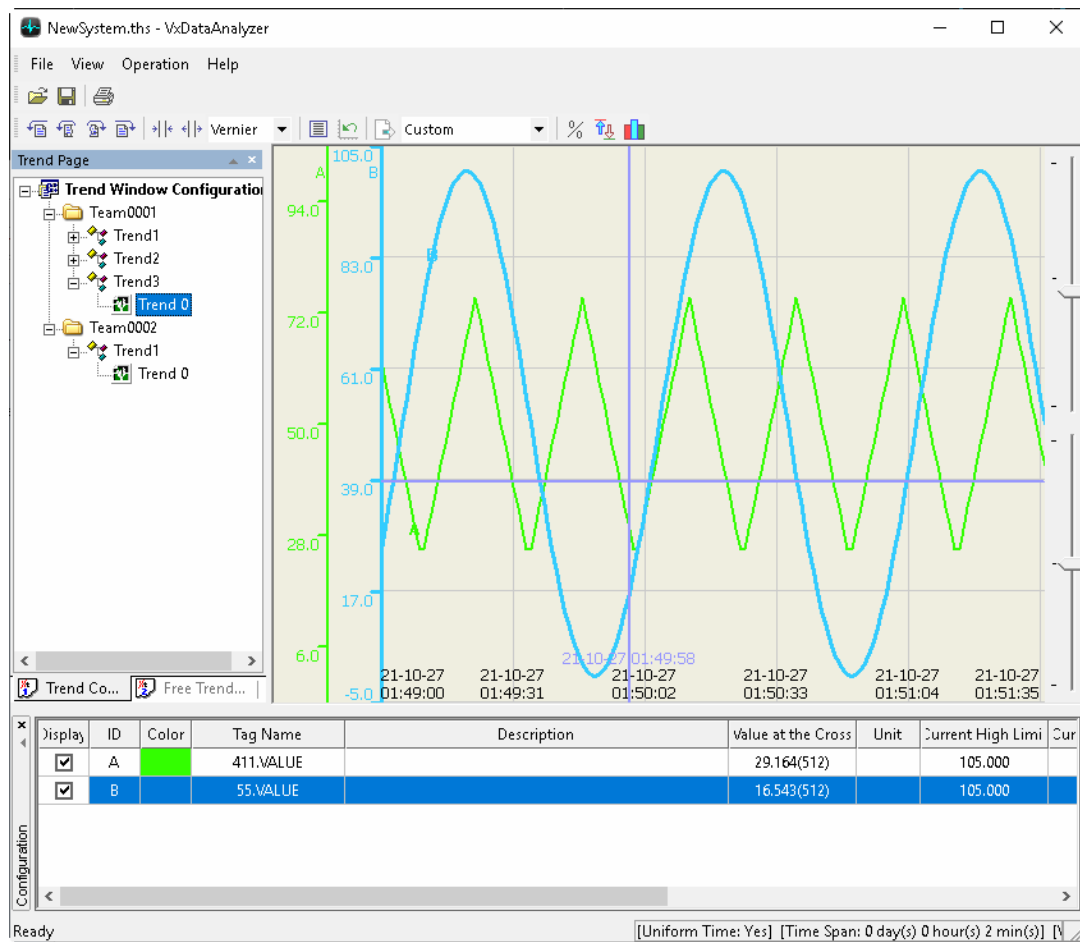 NewSystem.ths - VxDataAnalyzer
File View Operation Help
Vernier Custom %
Trend Page
Trend Window Configuratio
Team0001
Trend1
Trend2
Trend3
Trend 0
Team0002
Trend1
Trend 0
Trend Co... Free Trend...
A B
105.0
94.0
83.0
72.0
61.0
50.0
39.0
28.0
17.0
6.0
-5.0
B
A
21-10-27 01:49:58
21-10-27 21-10-27 21-10-27 21-10-27 21-10-27 21-10-27
01:49:00 01:49:31 01:50:02 01:50:33 01:51:04 01:51:35
Display ID Color Tag Name Description Value at the Cross Unit Current High Limi Cur
A 411.VALUE 29.164(512) 105.000
B 55.VALUE 16.543(512) 105.000
Configuration
Ready
[Uniform Time: Yes] [Time Span: 0 day(s) 0 hour(s) 2 min(s)]